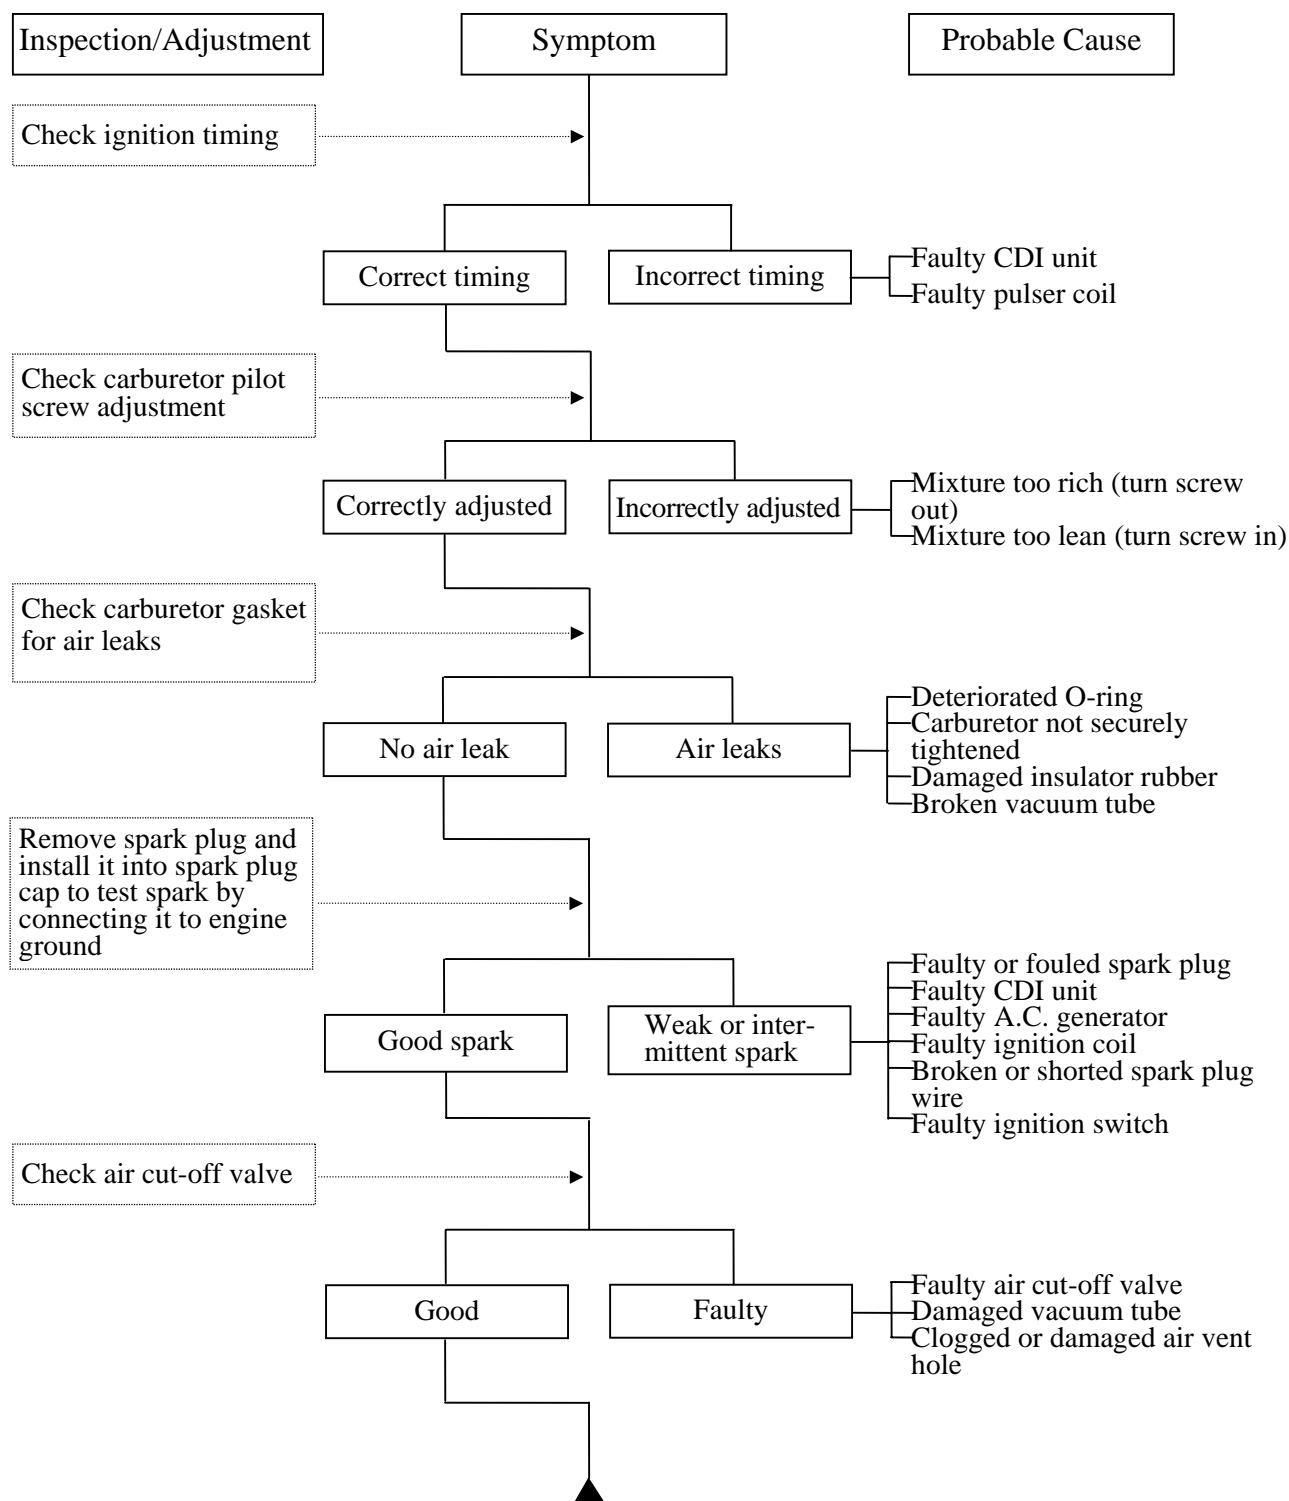 Inspection/Adjustment
Symptom
Probable Cause
Check ignition timing
Correct timing
Incorrect timing
Faulty CDI unit
Faulty pulser coil
Check carburetor pilot
screw adjustment
Correctly adjusted
Incorrectly adjusted
Mixture too rich (turn screw
out)
Mixture too lean (turn screw in)
Check carburetor gasket
for air leaks
No air leak
Air leaks
Deteriorated O-ring
Carburetor not securely
tightened
Damaged insulator rubber
Broken vacuum tube
Remove spark plug and
install it into spark plug
cap to test spark by
connecting it to engine
ground
Good spark
Weak or inter-
mittent spark
Faulty or fouled spark plug
Faulty CDI unit
Faulty A.C. generator
Faulty ignition coil
Broken or shorted spark plug
wire
Faulty ignition switch
Check air cut-off valve
Good
Faulty
Faulty air cut-off valve
Damaged vacuum tube
Clogged or damaged air vent
hole